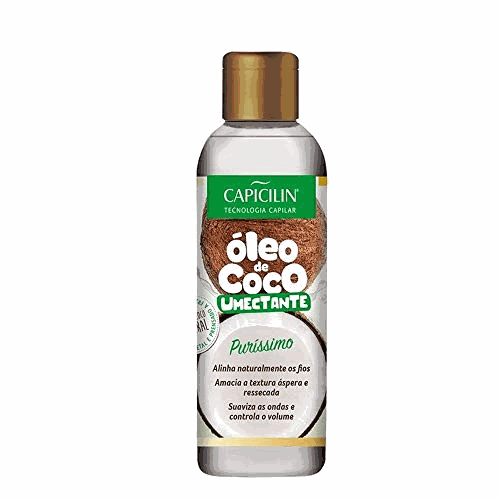 CAPICILIN®
TECNOLOGIA CAPILAR
óleo
de
coco
UMECTANTE
Puríssimo
Alinha naturalmente os fios
Amacia a textura áspera e
ressecada
Suaviza as ondas e
controla o volume